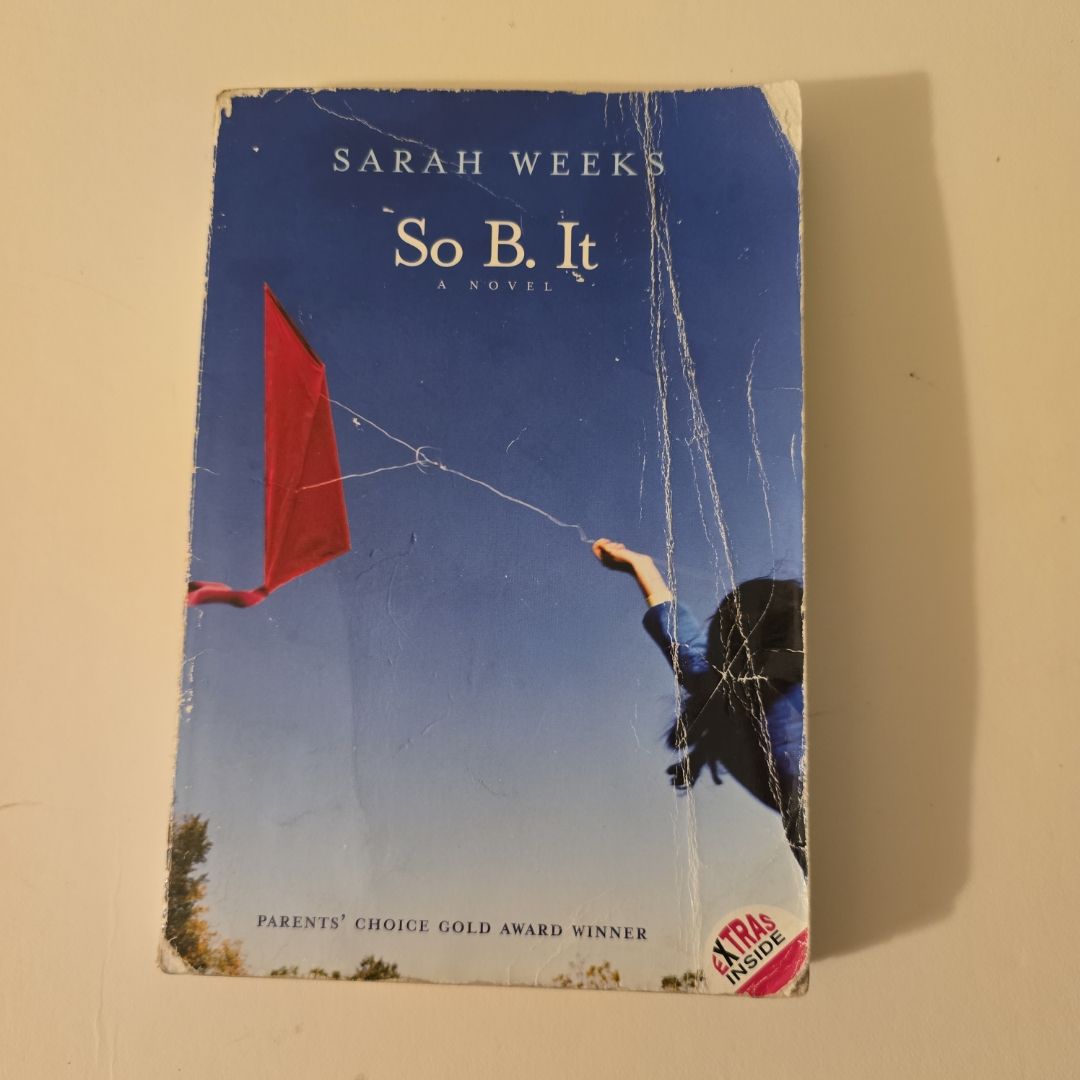 SARAH WEEKS
So B. It
A NOVEL
PARENTS' CHOICE GOLD AWARD WINNER
EXTRAS
INSIDE